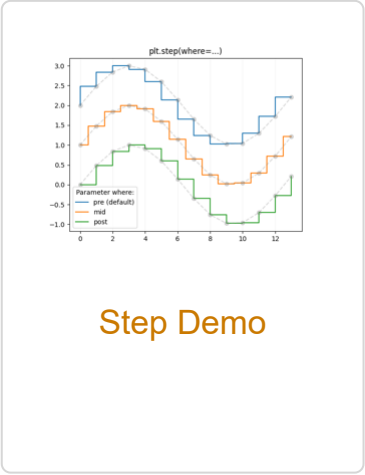 plt.step(where=...)
3.0
2.5
2.0
1.5
1.0
0.5
0.0
−0.5
−1.0
Parameter where:
pre (default)
mid
post
0 2 4 6 8 10 12
Step Demo